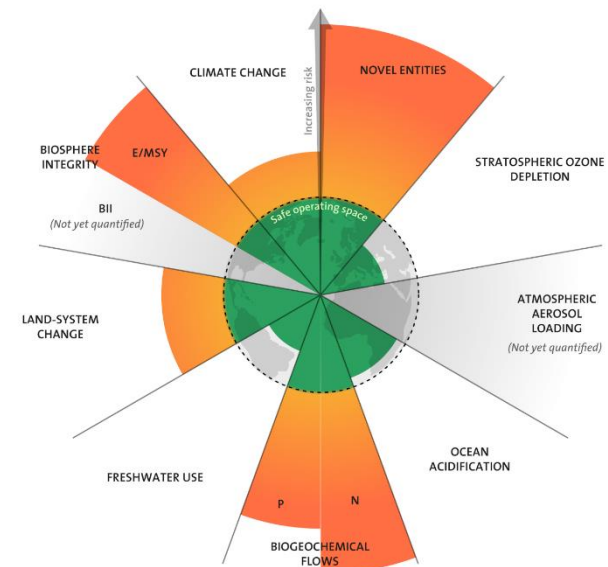 CLIMATE CHANGE
Increasing risk
NOVEL ENTITIES
STRATOSPHERIC OZONE
DEPLETION
ATMOSPHERIC
AEROSOL
LOADING
(Not yet quantified)
OCEAN
ACIDIFICATION
N
P
BIOGEOCHEMICAL
FLOWS
FRESHWATER USE
LAND-SYSTEM
CHANGE
BII
(Not yet quantified)
BIOSPHERE
INTEGRITY
E/MSY
Safe operating space